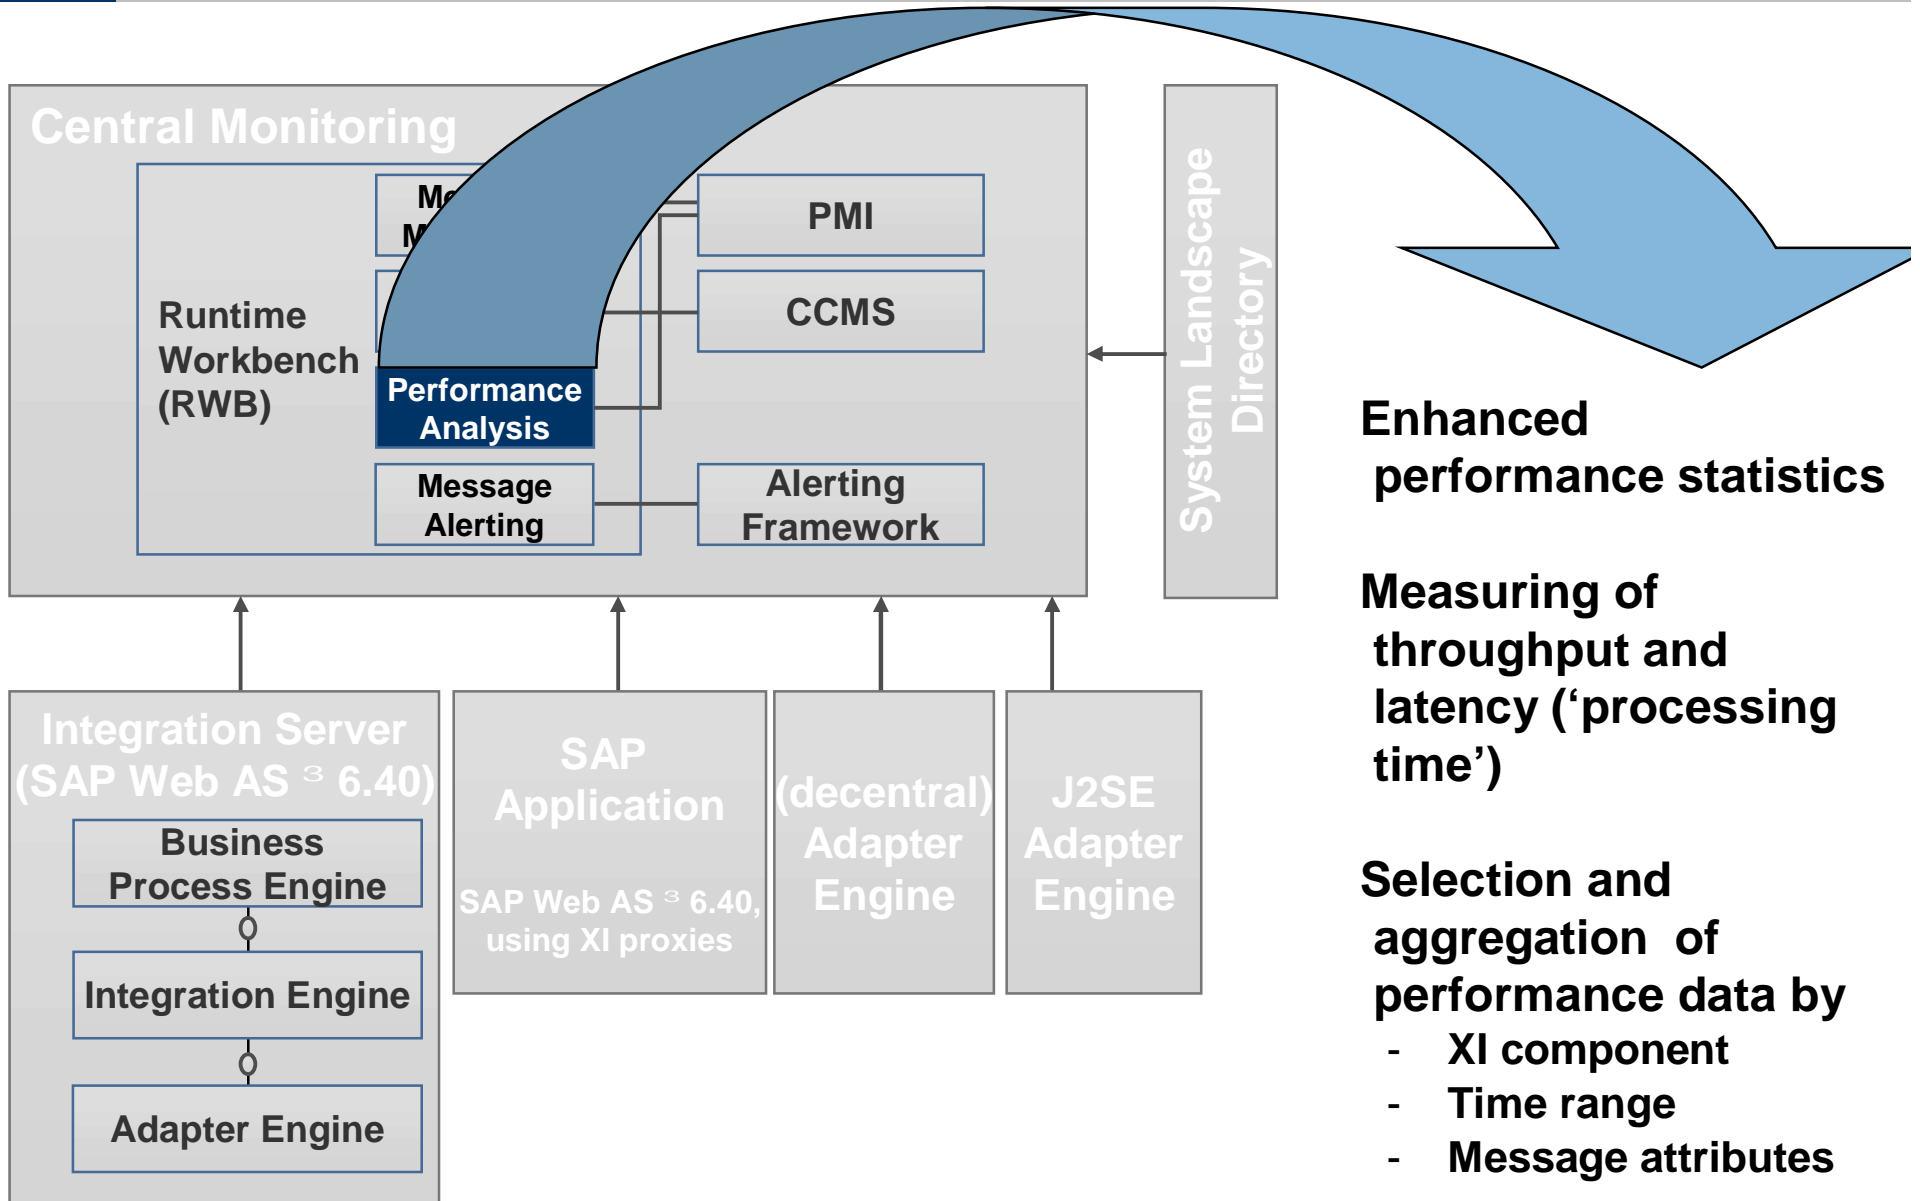 Central Monitoring
PMI
Runtime
Workbench
(RWB)
CCMS
Performance
Analysis
Message
Alerting
Alerting
Framework
System Landscape
Directory
Enhanced
performance statistics
Measuring of
throughput and
latency (‘processing
time’)
Selection and
aggregation of
performance data by
- XI component
- Time range
- Message attributes
Integration Server
(SAP Web AS ³ 6.40)
Business
Process Engine
Integration Engine
Adapter Engine
SAP
Application
SAP Web AS ³ 6.40,
using XI proxies
(decentral)
Adapter
Engine
J2SE
Adapter
Engine